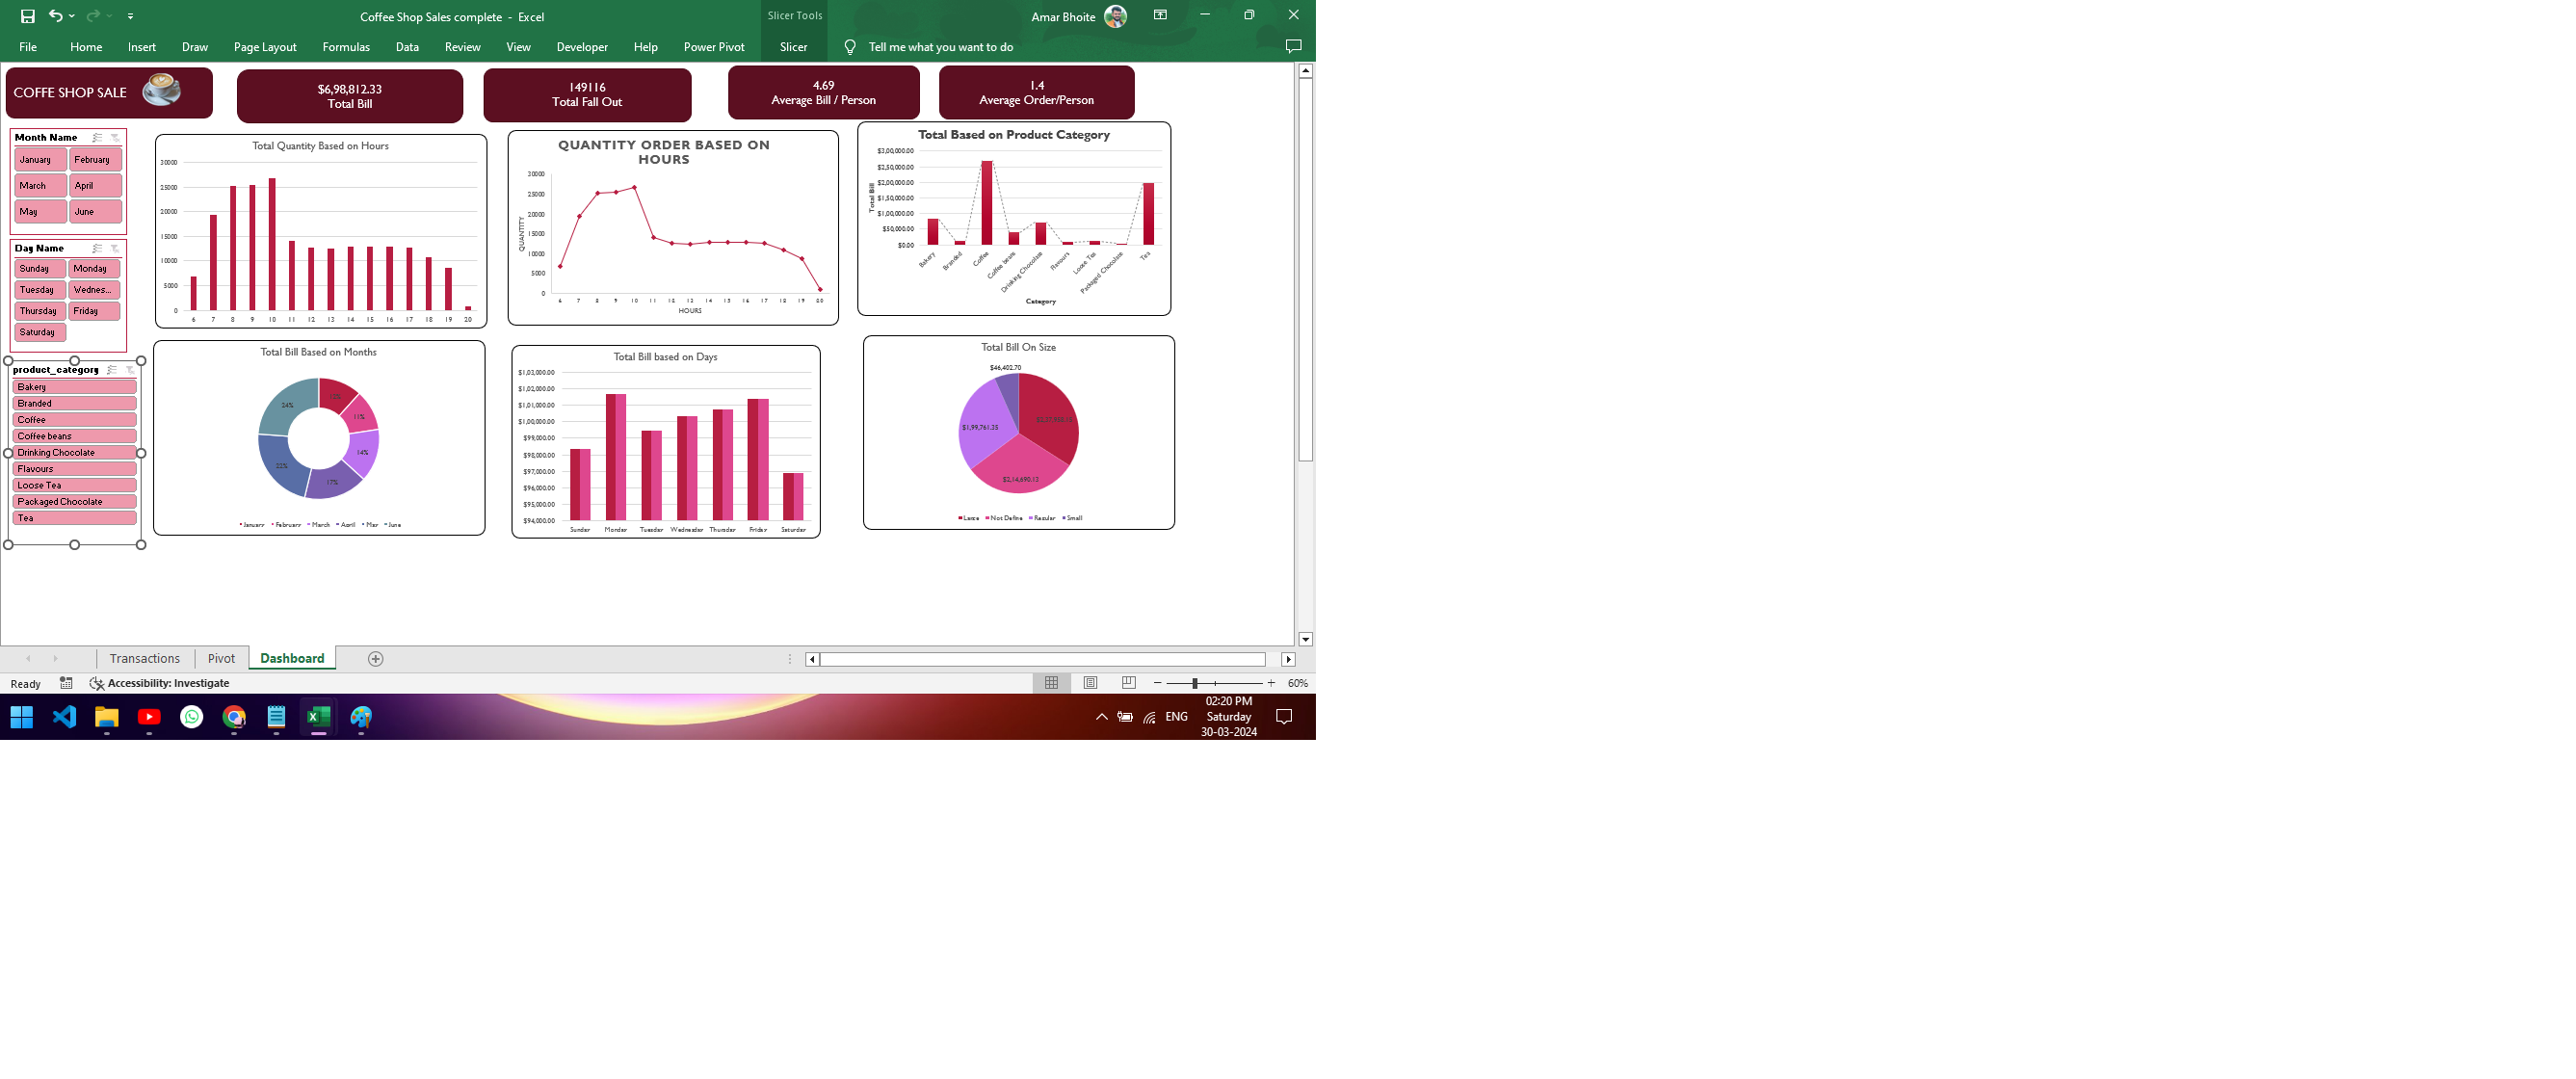 Coffee Shop Sales complete - Excel
Slicer Tools
Amar Bhoite
File Home Insert Draw Page Layout Formulas Data Review View Developer Help Power Pivot Slicer Tell me what you want to do
COFFE SHOP SALE
$6,98,812.33
Total Bill
149116
Total Fall Out
4.69
Average Bill / Person
1.4
Average Order/Person
Month Name
January February
March April
May June
Day Name
Sunday Monday
Tuesday Wednes...
Thursday Friday
Saturday
product_category
Bakery
Branded
Coffee
Coffee beans
Drinking Chocolate
Flavours
Loose Tea
Packaged Chocolate
Tea
Total Quantity Based on Hours
30000
25000
20000
15000
10000
5000
0
6 7 8 9 10 11 12 13 14 15 16 17 18 19 20
QUANTITY ORDER BASED ON
HOURS
QUANTITY
30000
25000
20000
15000
10000
5000
0
6 7 8 9 10 11 12 13 14 15 16 17 18 19 20
HOURS
Total Based on Product Category
Total Bill
$3,00,000.00
$2,50,000.00
$2,00,000.00
$1,50,000.00
$1,00,000.00
$50,000.00
$0.00
Bakery Branded Coffee Coffee beans Drinking Chocolate Flavours Loose Tea Packaged Chocolate Tea
Category
Total Bill Based on Months
24%
11%
14%
17%
22%
January February March April May June
Total Bill based on Days
$1,03,000.00
$1,02,000.00
$1,01,000.00
$1,00,000.00
$99,000.00
$98,000.00
$97,000.00
$96,000.00
$95,000.00
$94,000.00
Sunday Monday Tuesday Wednesday Thursday Friday Saturday
Total Bill On Size
$46,402.70
$1,99,761.35
$2,14,690.13
Large Not Define Regular Small
Transactions Pivot Dashboard
Ready Accessibility: Investigate
60%
ENG
02:20 PM
Saturday
30-03-2024